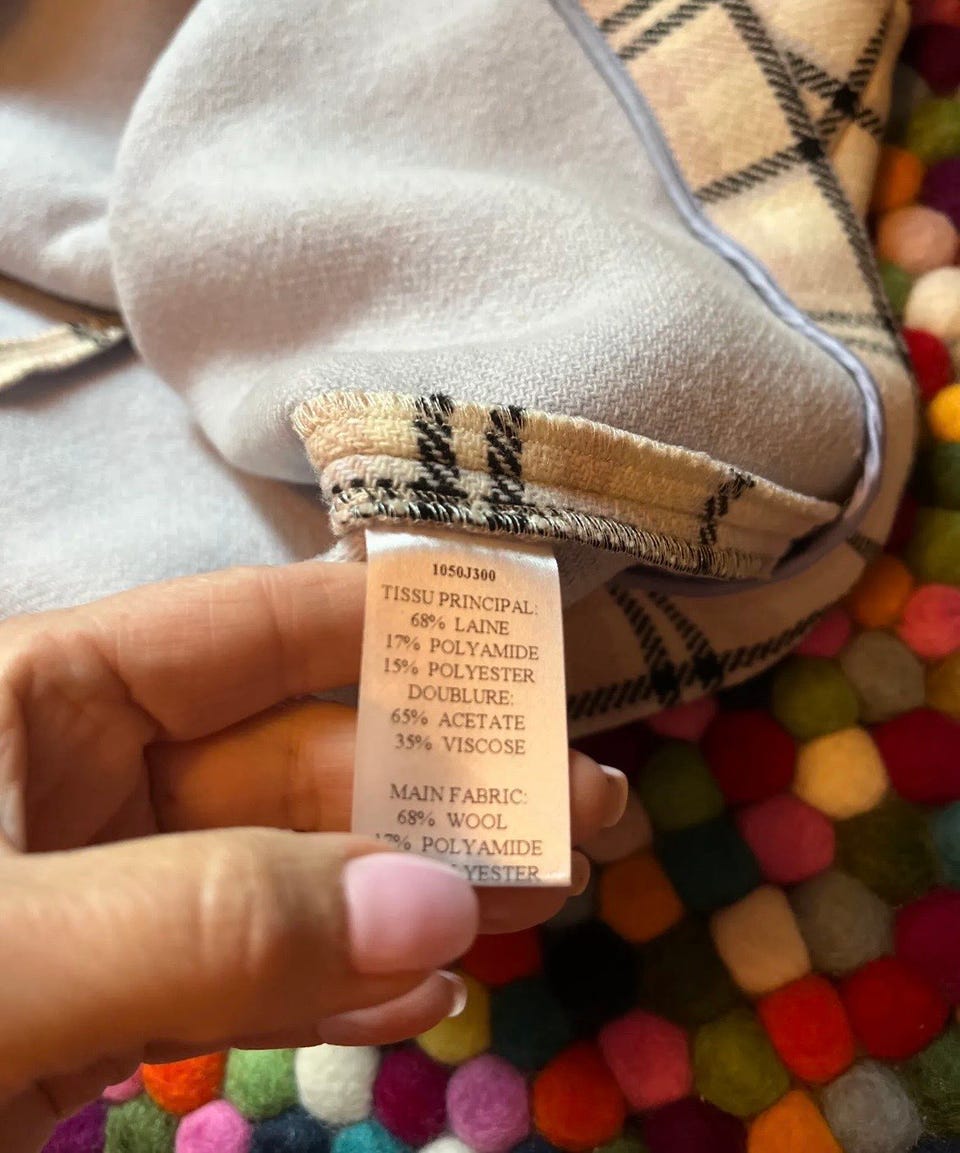 1050J300
TISSU PRINCIPAL:
68% LAINE
17% POLYAMIDE
15% POLYESTER
DOUBLURE:
65% ACETATE
35% VISCOSE
MAIN FABRIC:
68% WOOL
17% POLYAMIDE